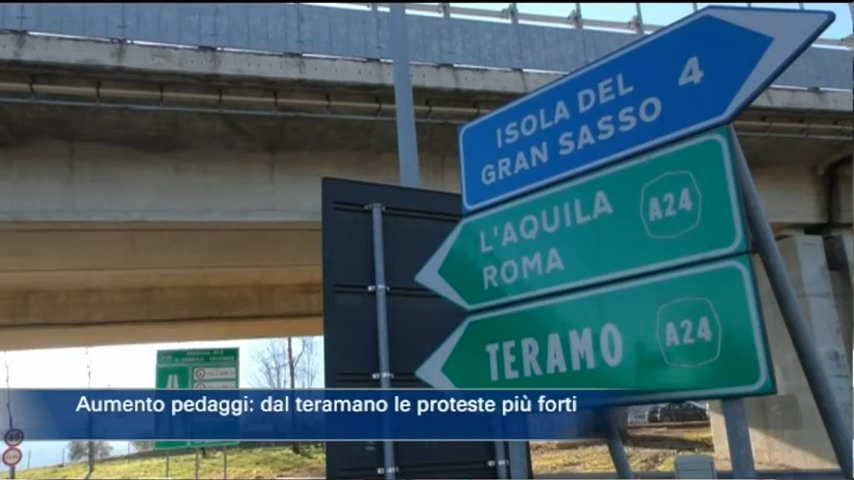 ISOLA DEL
GRAN SASSO 4
L'AQUILA
ROMA
A24
TERAMO A24
Aumento pedaggi: dal teramano le proteste più forti